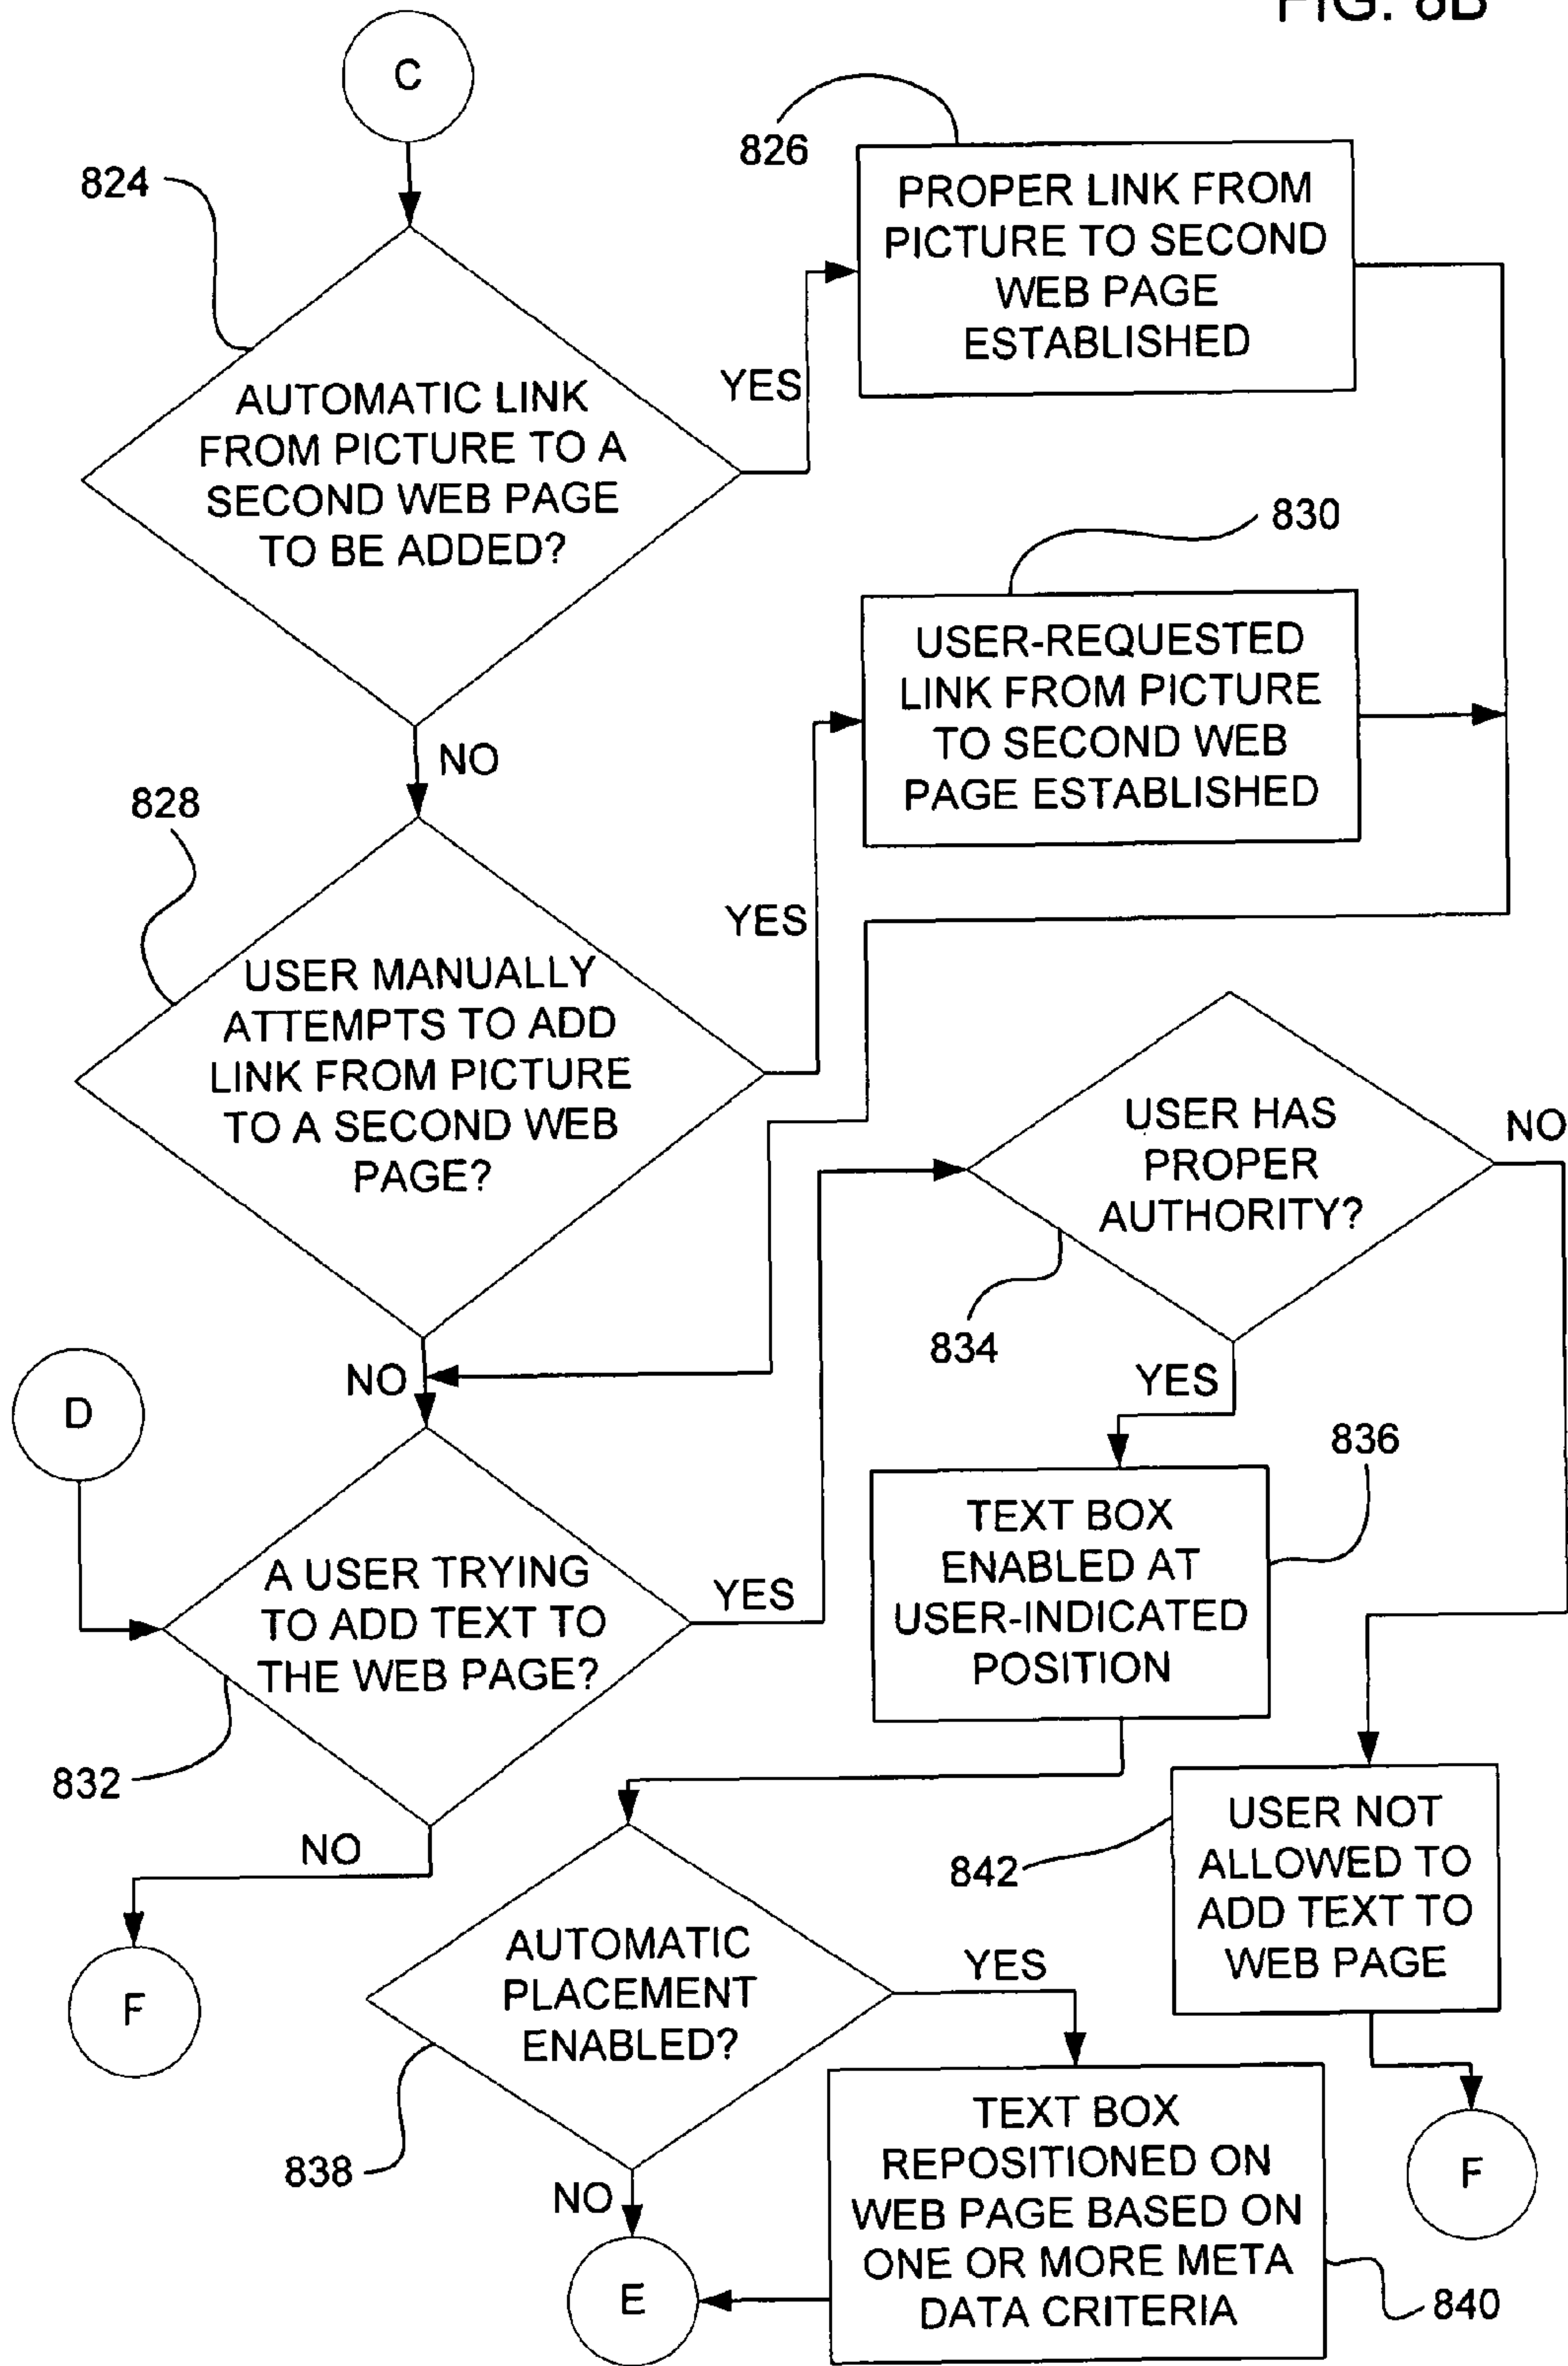 FIG. 8B
C
824
826
PROPER LINK FROM
PICTURE TO SECOND
WEB PAGE
ESTABLISHED
AUTOMATIC LINK
FROM PICTURE TO A
SECOND WEB PAGE
TO BE ADDED?
YES
NO
830
USER-REQUESTED
LINK FROM PICTURE
TO SECOND WEB
PAGE ESTABLISHED
828
USER MANUALLY
ATTEMPTS TO ADD
LINK FROM PICTURE
TO A SECOND WEB
PAGE?
YES
NO
USER HAS
PROPER
AUTHORITY?
NO
834
YES
D
A USER TRYING
TO ADD TEXT TO
THE WEB PAGE?
YES
832
NO
F
836
TEXT BOX
ENABLED AT
USER-INDICATED
POSITION
842
USER NOT
ALLOWED TO
ADD TEXT TO
WEB PAGE
F
AUTOMATIC
PLACEMENT
ENABLED?
YES
838
NO
E
TEXT BOX
REPOSITIONED ON
WEB PAGE BASED ON
ONE OR MORE META
DATA CRITERIA
840